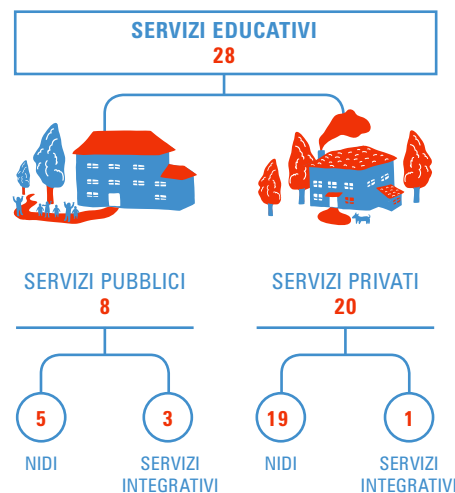 SERVIZI EDUCATIVI
28
SERVIZI PUBBLICI
8
SERVIZI PRIVATI
20
5
NIDI
3
SERVIZI
INTEGRATIVI
19
NIDI
1
SERVIZI
INTEGRATIVI